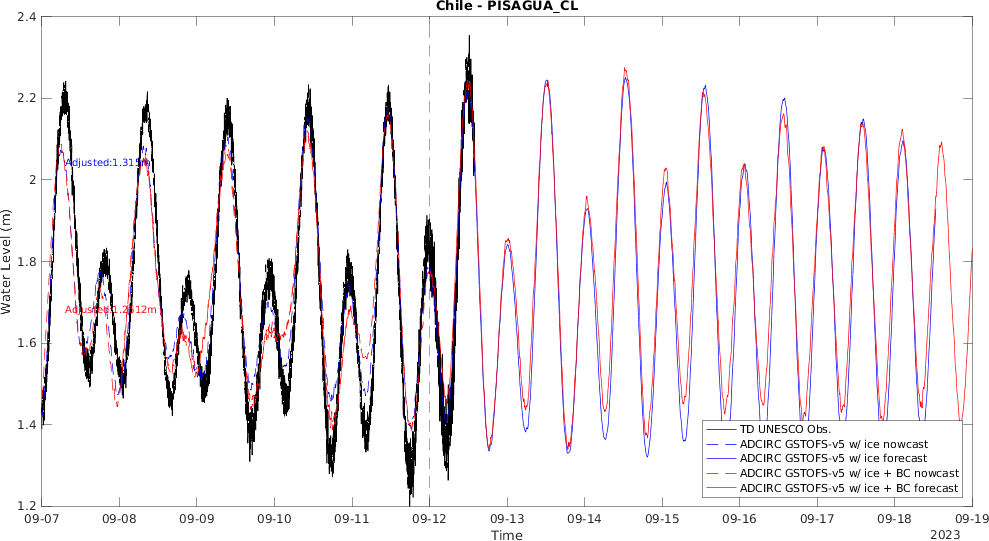 Chile - PISAGUA_CL
2.4
2.2
2
1.8
1.6
1.4
1.2
Water Level (m)
Adjusted:1.315m
Adjusted:1.2612m
TD UNESCO Obs.
ADCIRC GSTOFS-v5 w/ ice nowcast
ADCIRC GSTOFS-v5 w/ ice forecast
ADCIRC GSTOFS-v5 w/ ice + BC nowcast
ADCIRC GSTOFS-v5 w/ ice + BC forecast
09-07 09-08 09-09 09-10 09-11 09-12 09-13 09-14 09-15 09-16 09-17 09-18 09-19
Time
2023